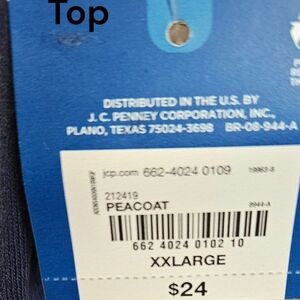 Top
DISTRIBUTED IN THE U.S. BY
J. C. PENNEY CORPORATION, INC.,
PLANO, TEXAS 75024-3698 BR-08-944-A
jcp.com 662-4024 0109
212419
PEACOAT 8944-A
662 4024 0102 10
XXLARGE
$24